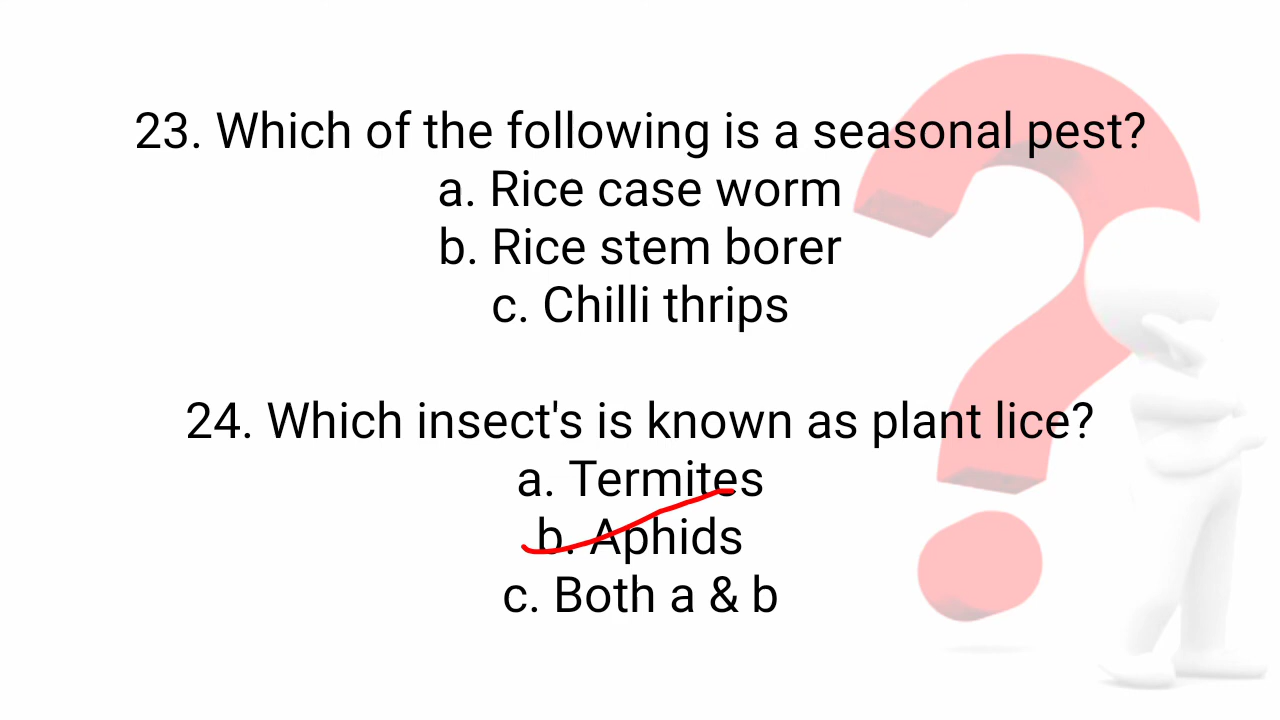 23. Which of the following is a seasonal pest?
a. Rice case worm
b. Rice stem borer
c. Chilli thrips
24. Which insect's is known as plant lice?
a. Termites
b. Aphids
c. Both a & b